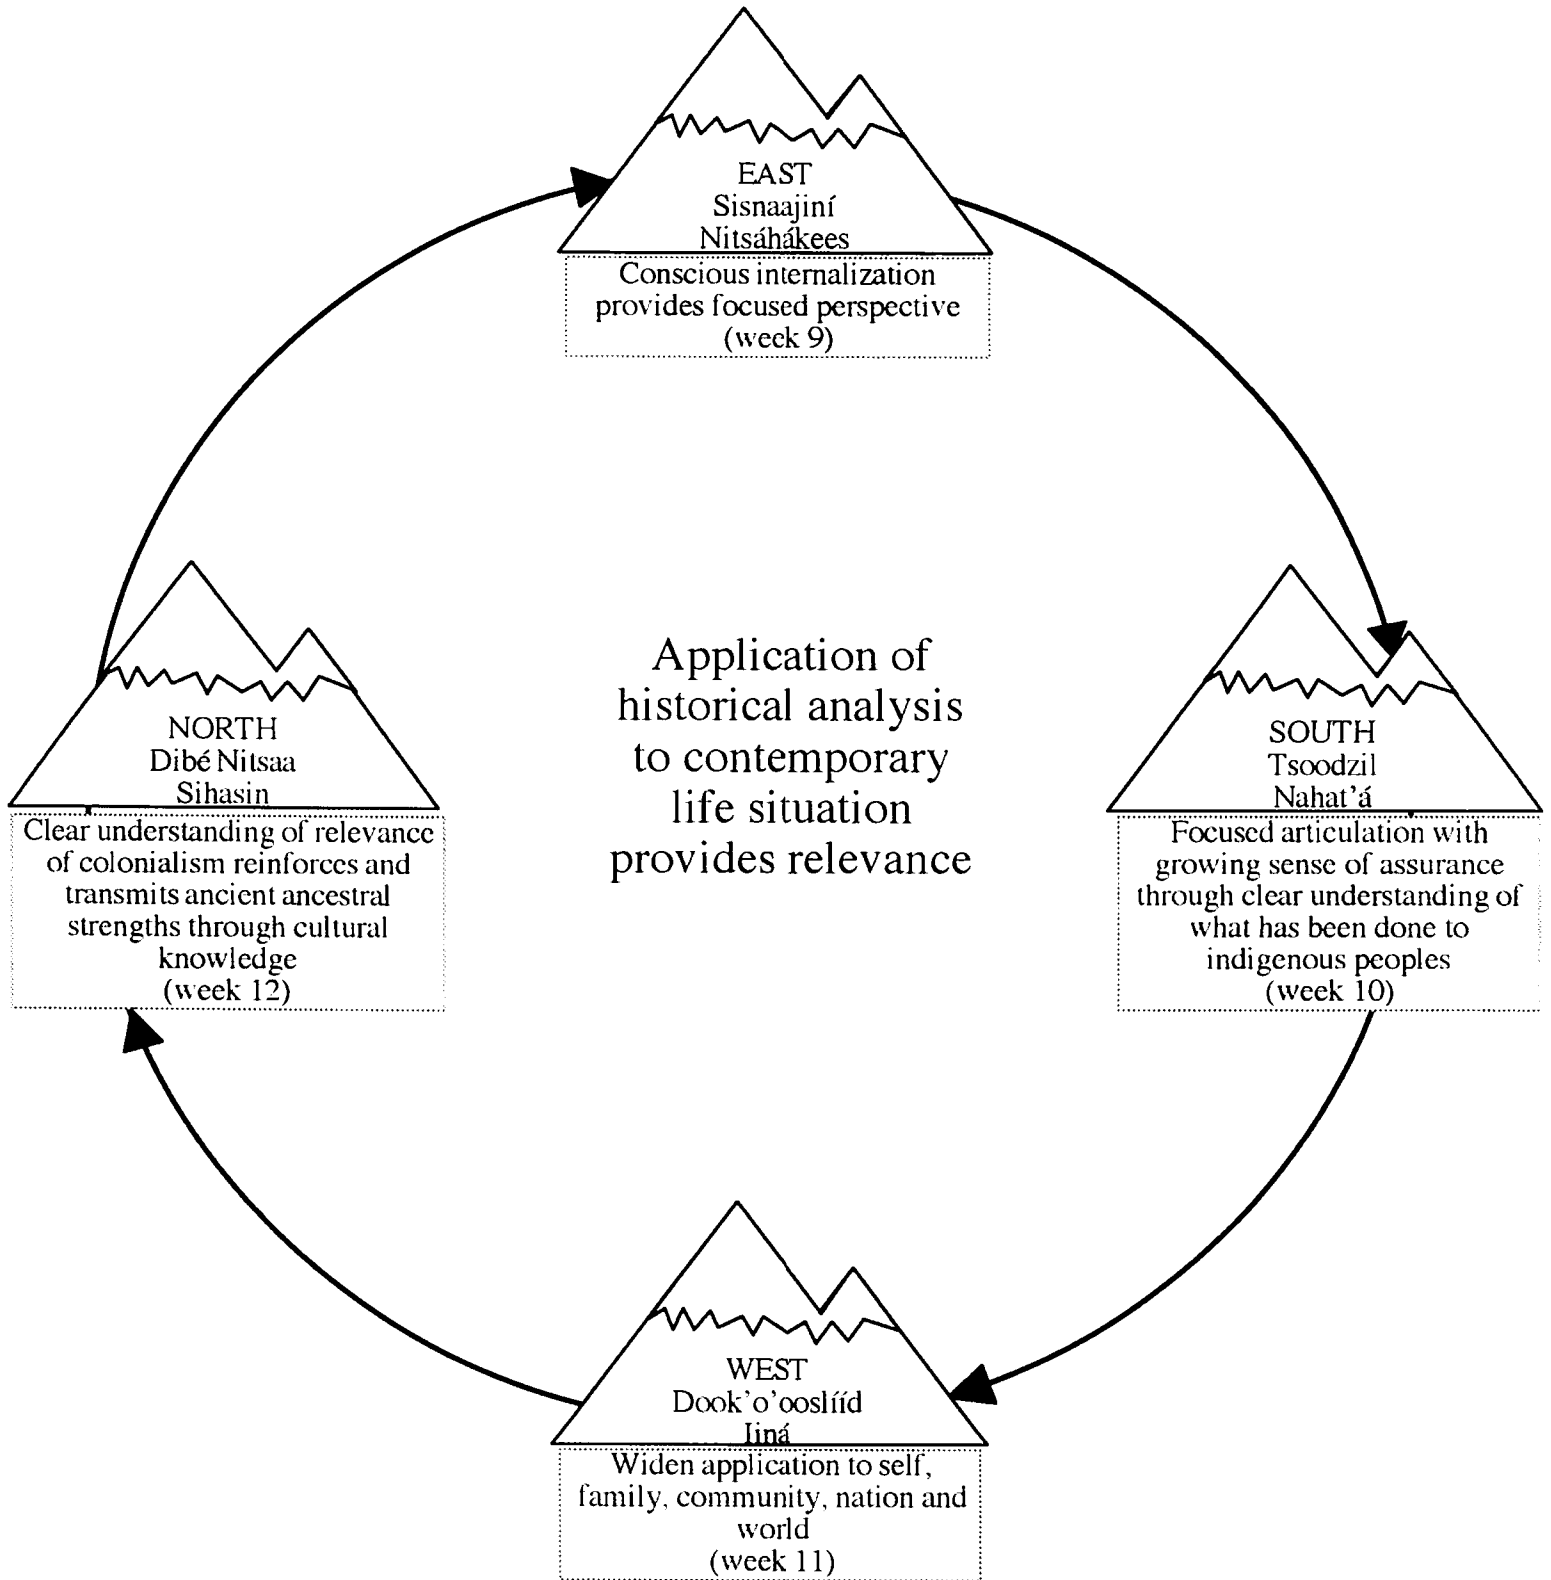 EAST
Sisnaajiní
Nitsáhákees
Conscious internalization
provides focused perspective
(week 9)
NORTH
Dibé Nitsaa
Sihasin
Clear understanding of relevance
of colonialism reinforces and
transmits ancient ancestral
strengths through cultural
knowledge
(week 12)
Application of
historical analysis
to contemporary
life situation
provides relevance
SOUTH
Tsoodzil
Nahat’á
Focused articulation with
growing sense of assurance
through clear understanding of
what has been done to
indigenous peoples
(week 10)
WEST
Dook’o’ooslííd
Iiná
Widen application to self,
family, community, nation and
world
(week 11)